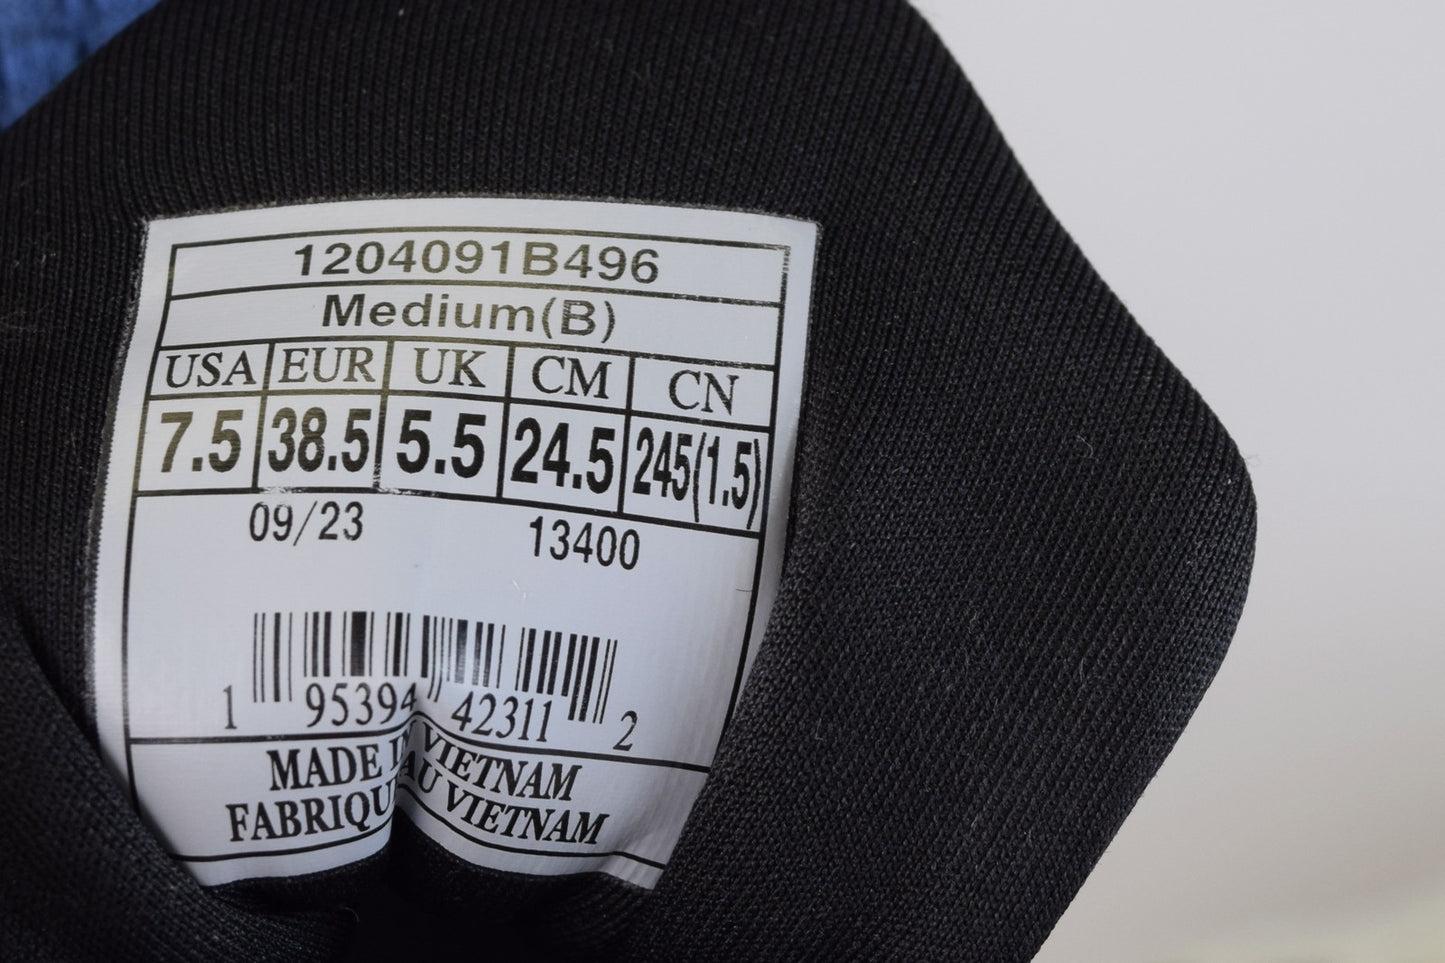 1204091B496
Medium(B)
USA EUR UK CM CN
7.5 38.5 5.5 24.5 245(1.5)
09/23 13400
1 95394 42311 2
MADE IN VIETNAM
FABRIQUÉ AU VIETNAM